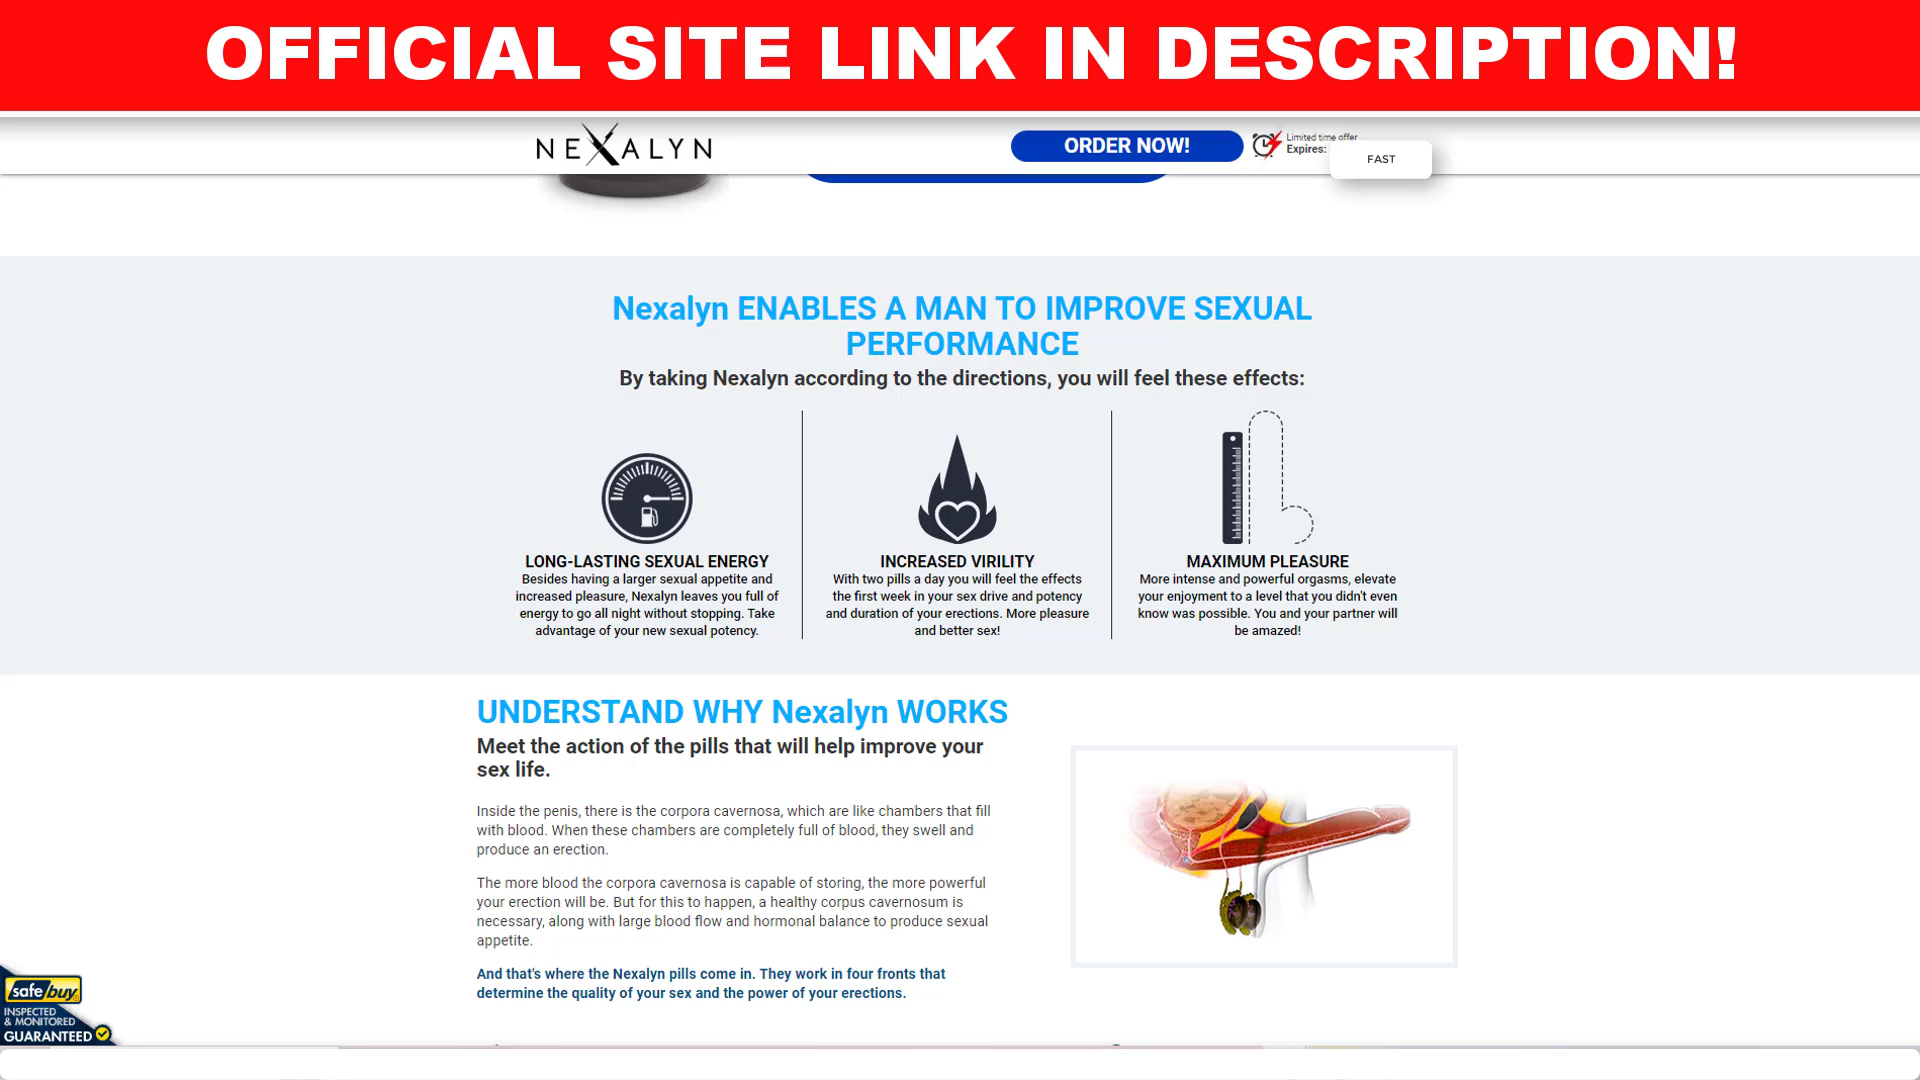 OFFICIAL SITE LINK IN DESCRIPTION!
NEXALYN
ORDER NOW!
Limited time offer
Expires:
FAST
Nexalyn ENABLES A MAN TO IMPROVE SEXUAL
PERFORMANCE
By taking Nexalyn according to the directions, you will feel these effects:
LONG-LASTING SEXUAL ENERGY
Besides having a larger sexual appetite and
increased pleasure, Nexalyn leaves you full of
energy to go all night without stopping. Take
advantage of your new sexual potency.
INCREASED VIRILITY
With two pills a day you will feel the effects
the first week in your sex drive and potency
and duration of your erections. More pleasure
and better sex!
MAXIMUM PLEASURE
More intense and powerful orgasms, elevate
your enjoyment to a level that you didn't even
know was possible. You and your partner will
be amazed!
UNDERSTAND WHY Nexalyn WORKS
Meet the action of the pills that will help improve your
sex life.
Inside the penis, there is the corpora cavernosa, which are like chambers that fill
with blood. When these chambers are completely full of blood, they swell and
produce an erection.
The more blood the corpora cavernosa is capable of storing, the more powerful
your erection will be. But for this to happen, a healthy corpus cavernosum is
necessary, along with large blood flow and hormonal balance to produce sexual
appetite.
And that's where the Nexalyn pills come in. They work in four fronts that
determine the quality of your sex and the power of your erections.
safe buy
INSPECTED
& MONITORED
GUARANTEED